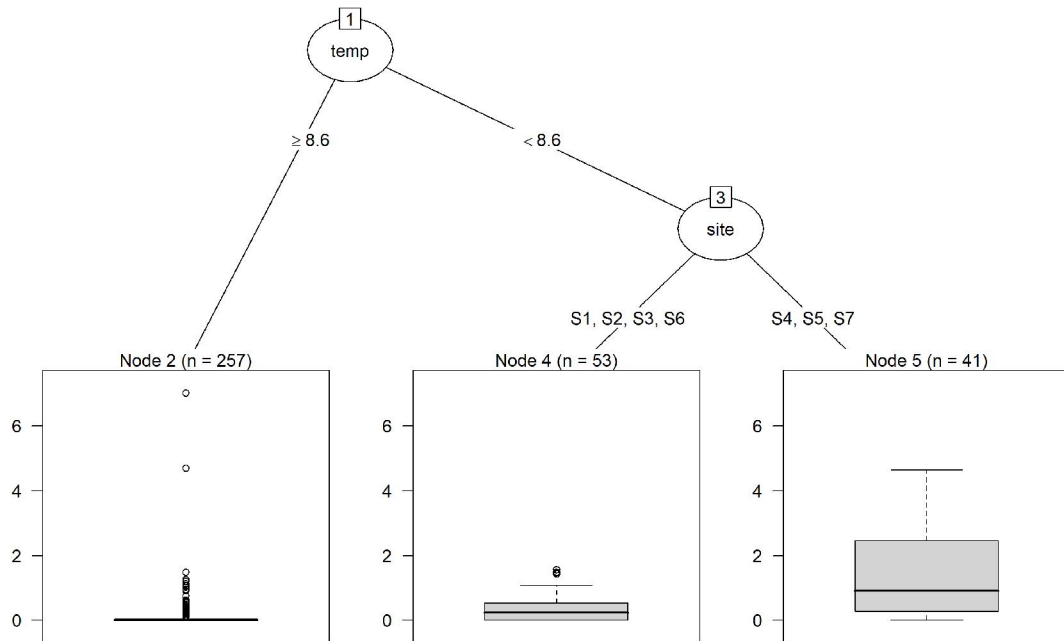 1
temp
≥ 8.6
< 8.6
3
site
S1, S2, S3, S6
S4, S5, S7
Node 2 (n = 257)
Node 4 (n = 53)
Node 5 (n = 41)
6
6
6
4
4
4
2
2
2
0
0
0